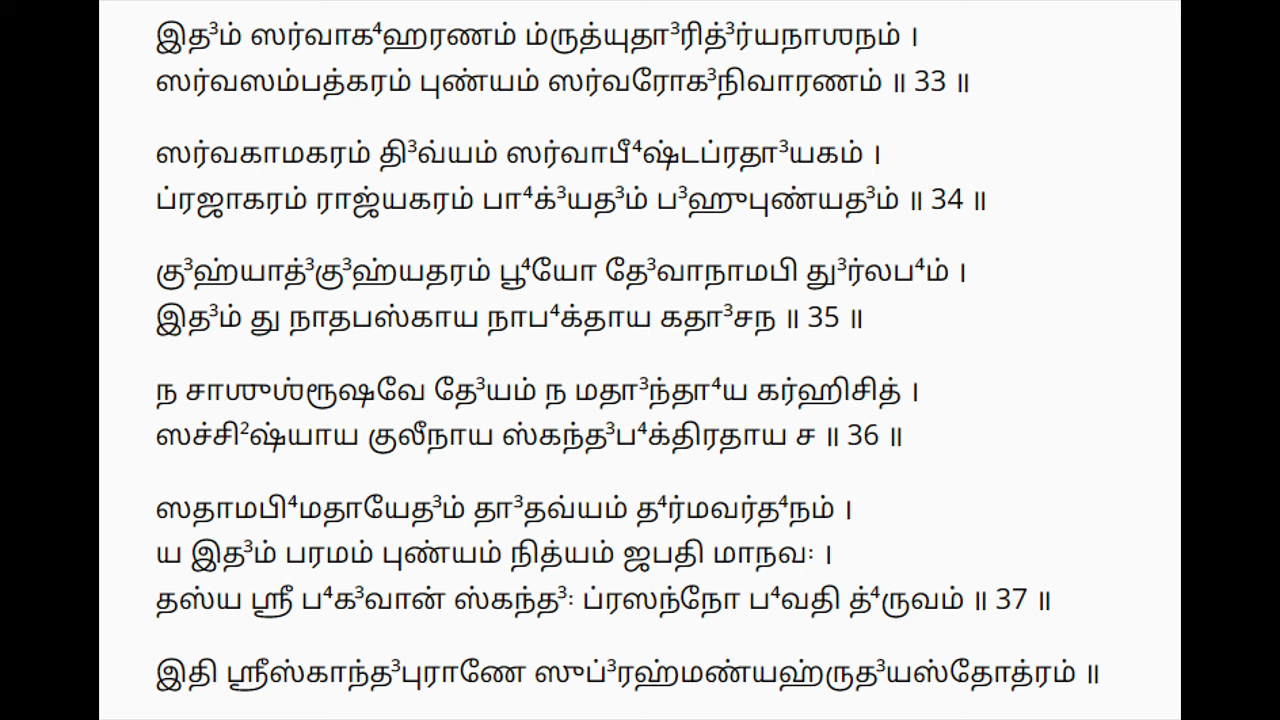 இத³ம் ஸர்வாக⁴ஹரணம் ம்ருத்யுதா³ரித்³ர்யநாஶநம் ।
ஸர்வஸம்பத்கரம் புண்யம் ஸர்வரோக³நிவாரணம் ॥ 33 ॥
ஸர்வகாமகரம் தி³வ்யம் ஸர்வாபீ⁴ஷ்டப்ரதா³யகம் ।
ப்ரஜாகரம் ராஜ்யகரம் பா⁴க்³யத³ம் ப³ஹுபுண்யத³ம் ॥ 34 ॥
கு³ஹ்யாத்³கு³ஹ்யதரம் பூ⁴யோ தே³வாநாமபி து³ர்லப⁴ம் ।
இத³ம் து நாதபஸ்காய நாப⁴க்தாய கதா³சந ॥ 35 ॥
ந சாஶுஶ்ரூஷவே தே³யம் ந மதா³ந்தா⁴ய கர்ஹிசித் ।
ஸச்சி²ஷ்யாய குலீநாய ஸ்கந்த³ப⁴க்திரதாய ச ॥ 36 ॥
ஸதாமபி⁴மதாயேத³ம் தா³தவ்யம் த⁴ர்மவர்த⁴நம் ।
ய இத³ம் பரமம் புண்யம் நித்யம் ஜபதி மாநவ꞉ ।
தஸ்ய ஶ்ரீ ப⁴க³வான் ஸ்கந்த³꞉ ப்ரஸந்நோ ப⁴வதி த்⁴ருவம் ॥ 37 ॥
இதி ஶ்ரீஸ்காந்த³புராணே ஸுப்³ரஹ்மண்யஹ்ருத³யஸ்தோத்ரம் ॥